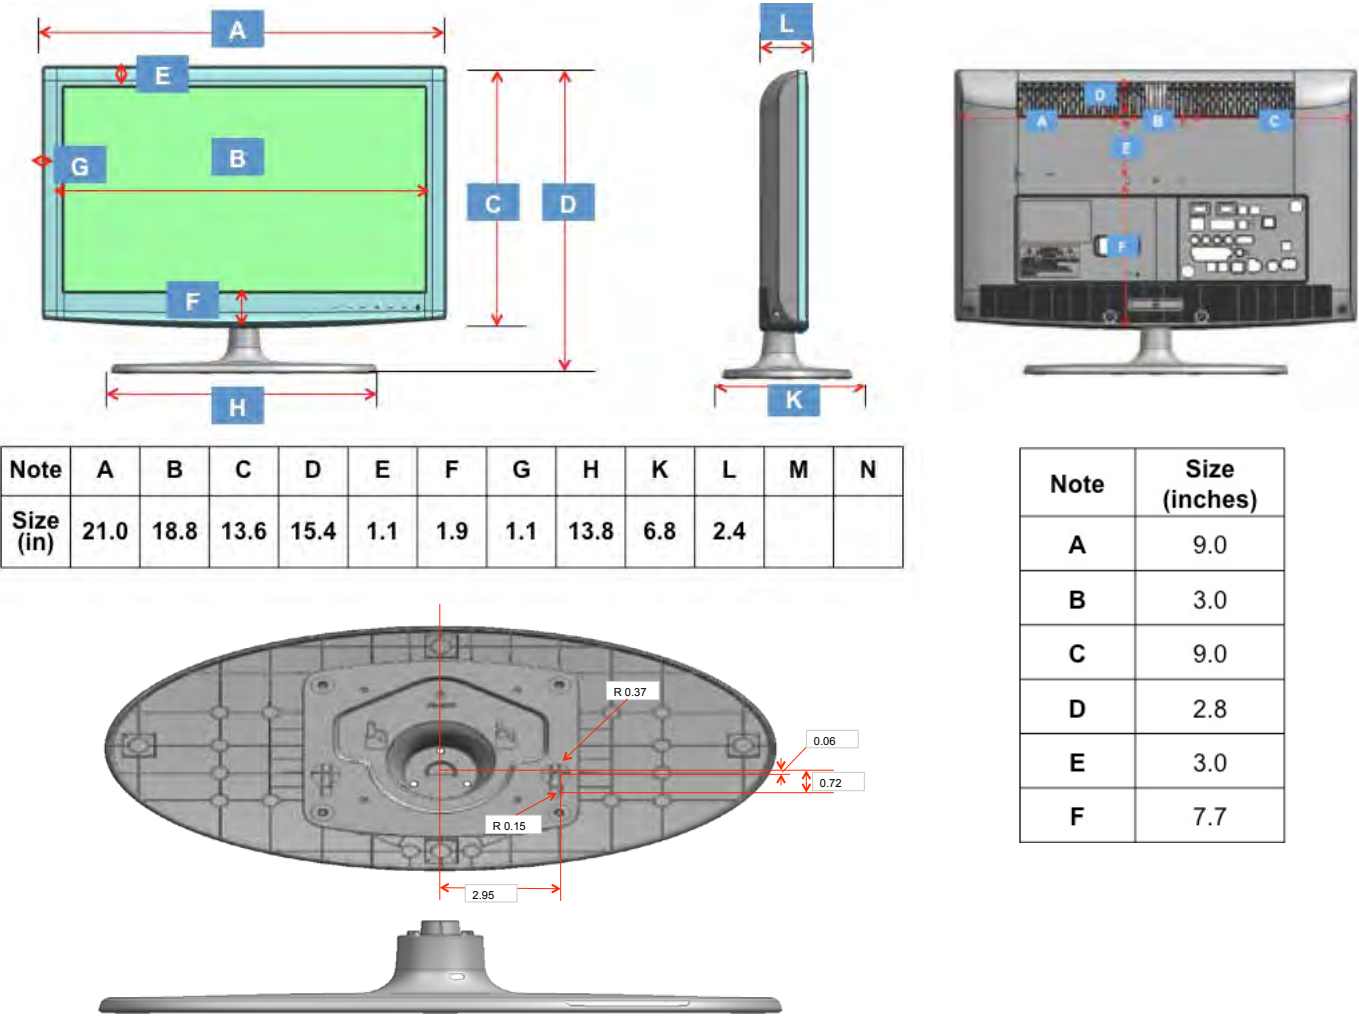 A
L
E
G
B
C
D
F
H
K
D
A
B
C
E
F
Note A B C D E F G H K L M N
Size (in) 21.0 18.8 13.6 15.4 1.1 1.9 1.1 13.8 6.8 2.4
Note Size (inches)
A 9.0
B 3.0
C 9.0
D 2.8
E 3.0
F 7.7
R 0.37
0.06
0.72
R 0.15
2.95